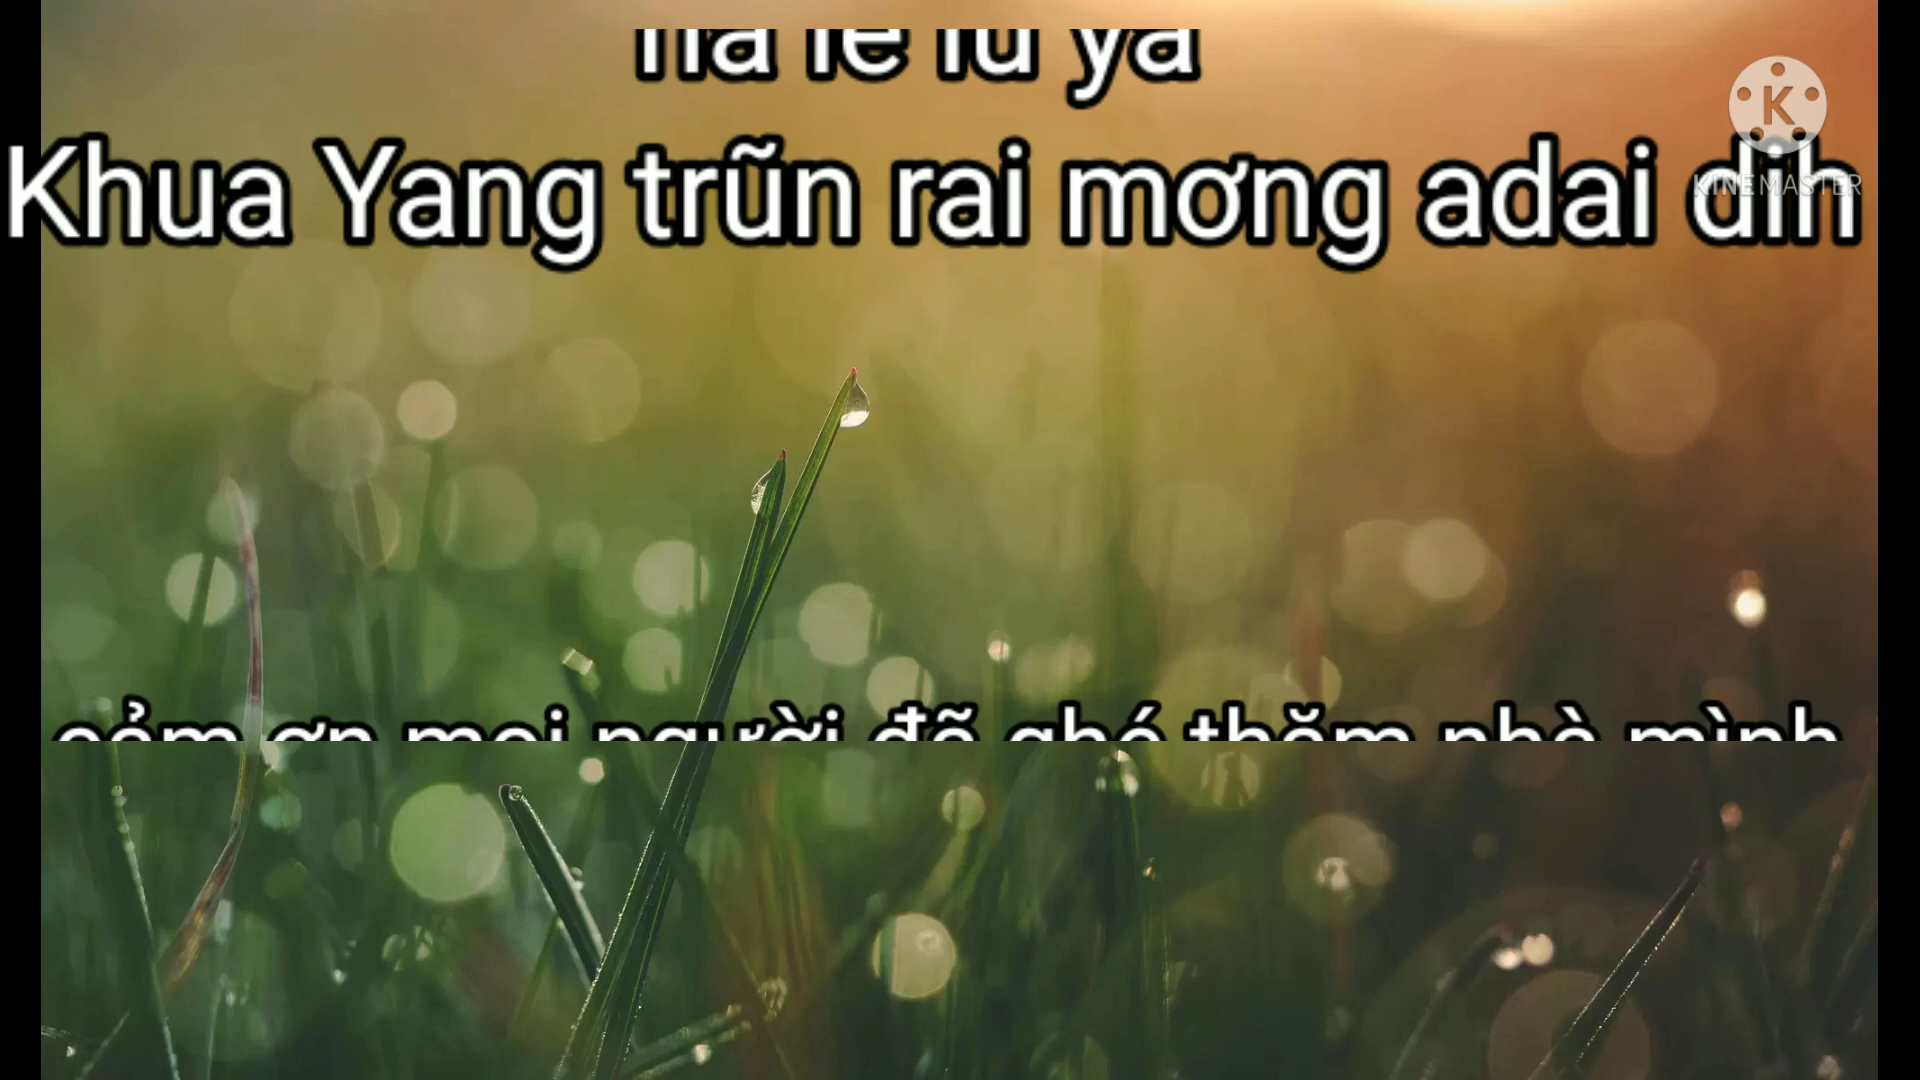 ha lê lu ya
Khua Yang trũn rai mơng adai dih
K
KINEMASTER
cảm ơn mọi người đã ghé thăm nhà mình